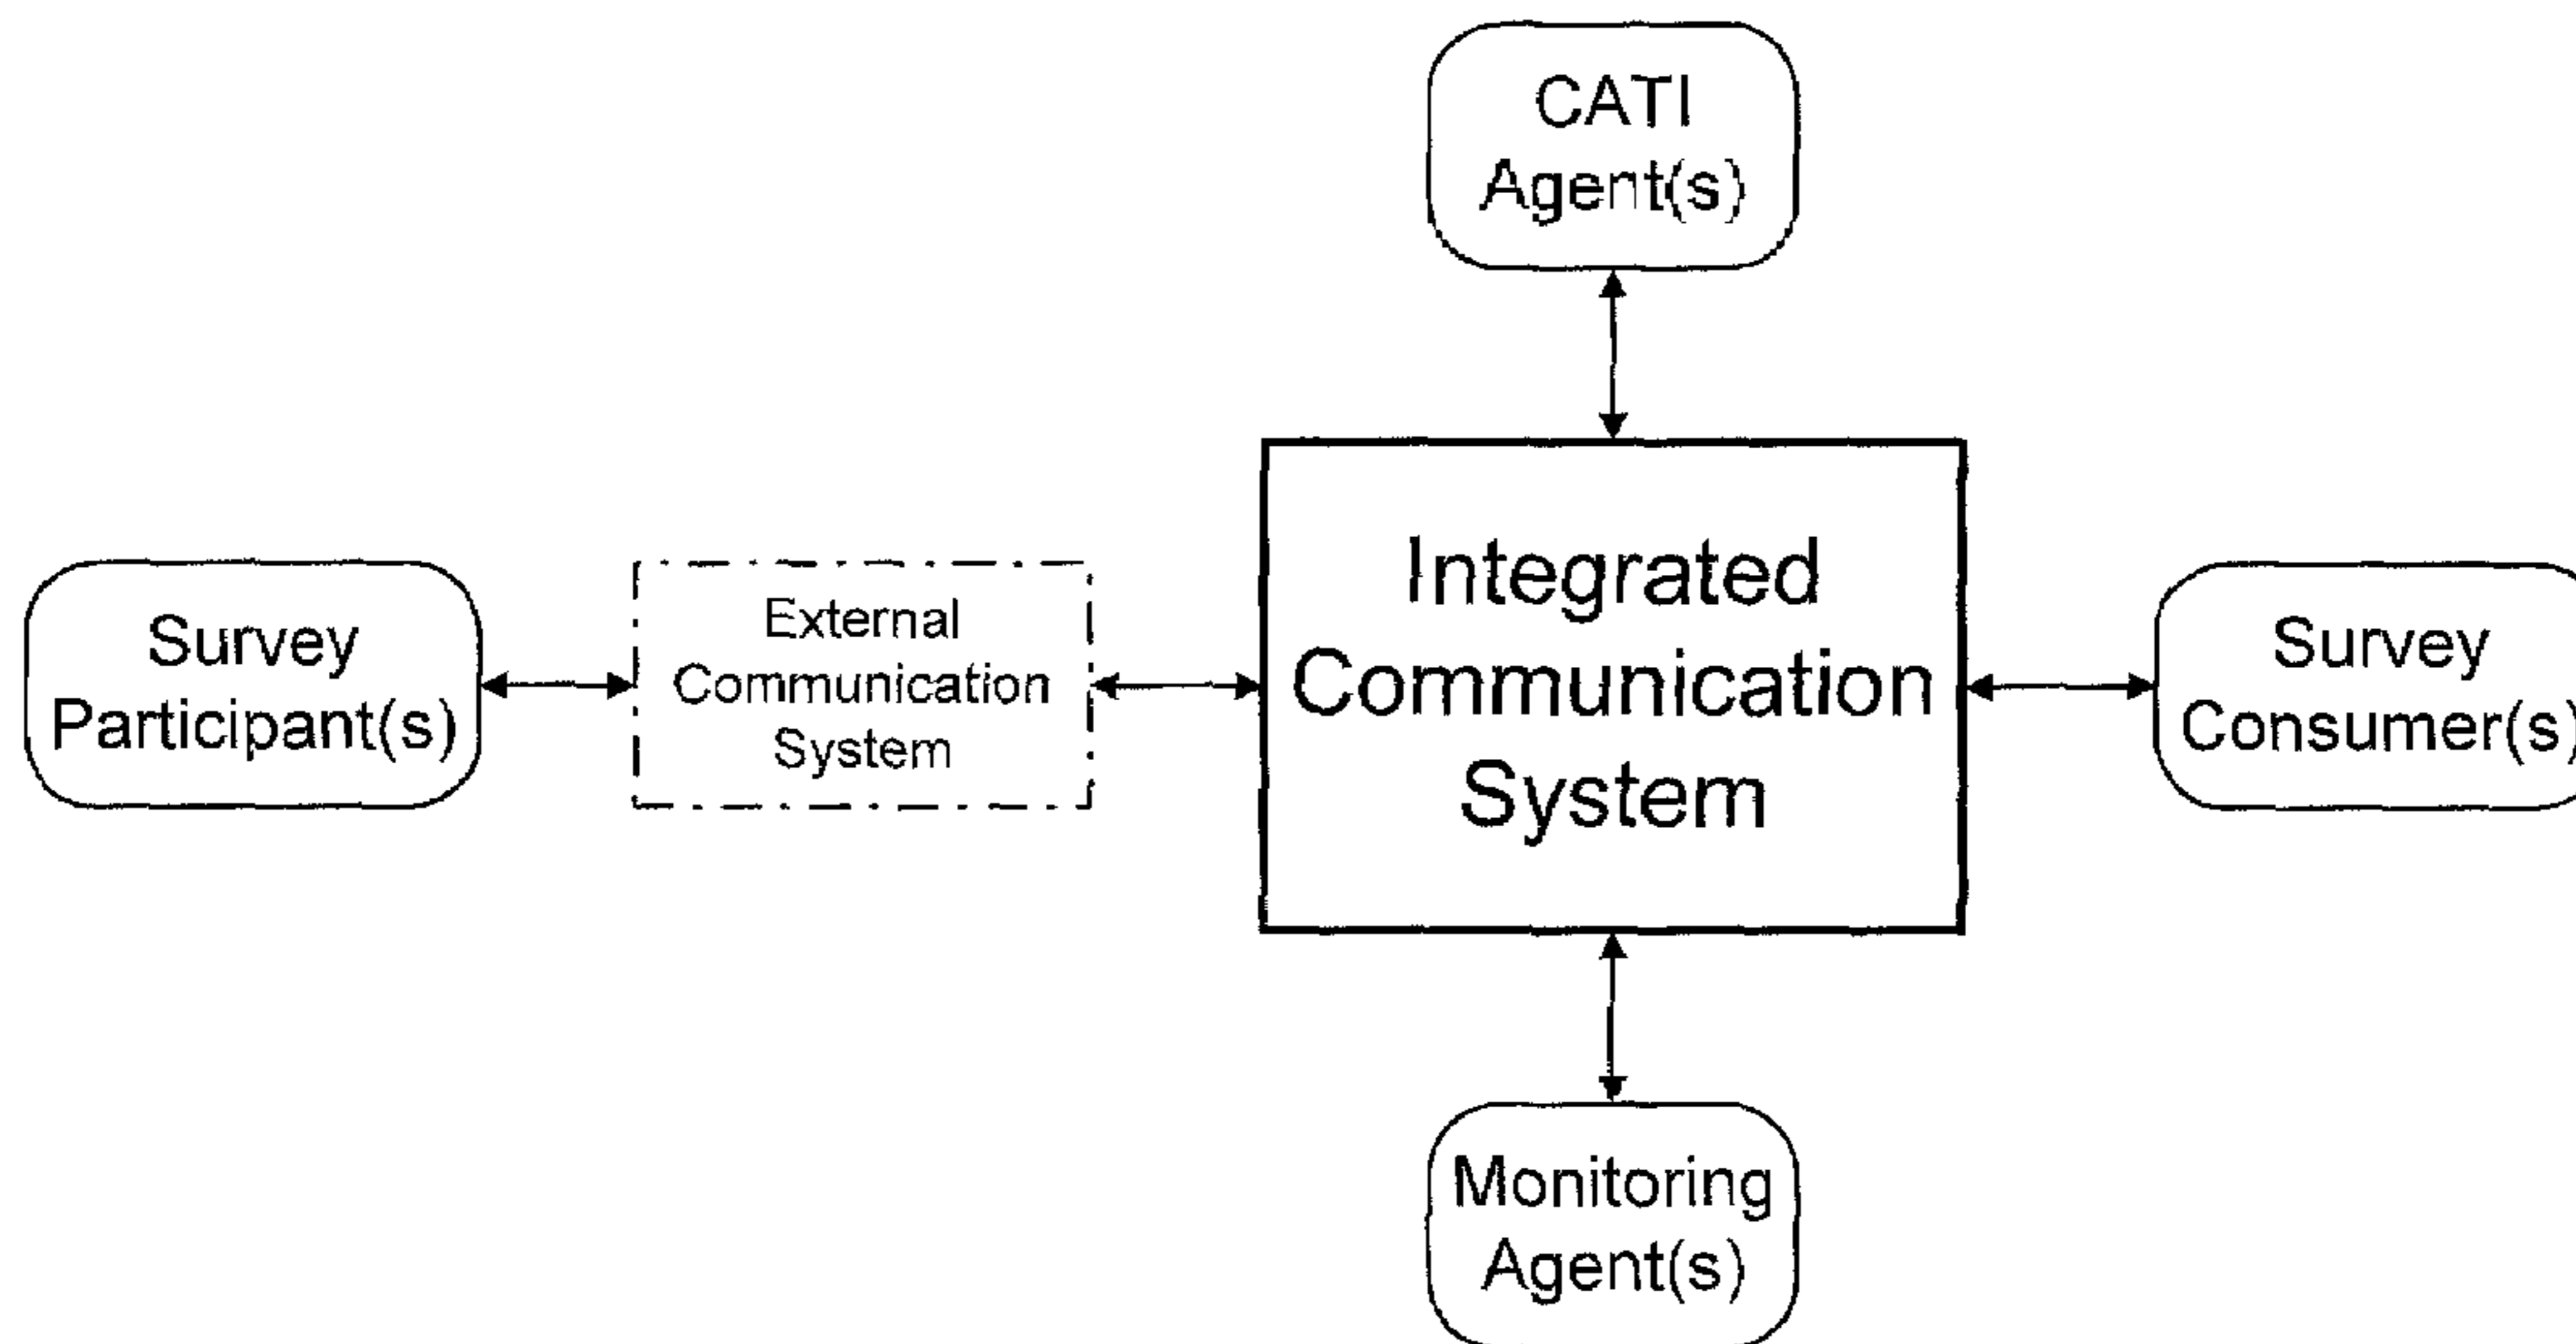 CATI
Agent(s)
Survey
Participant(s)
External
Communication
System
Integrated
Communication
System
Survey
Consumer(s)
Monitoring
Agent(s)